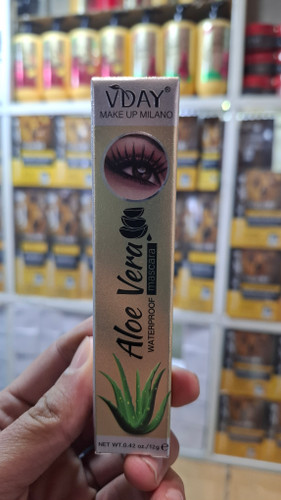 VDAY®
MAKE UP MILANO
Aloe Vera
WATERPROOF mascara
NET WT.0.42 oz./12g ℮